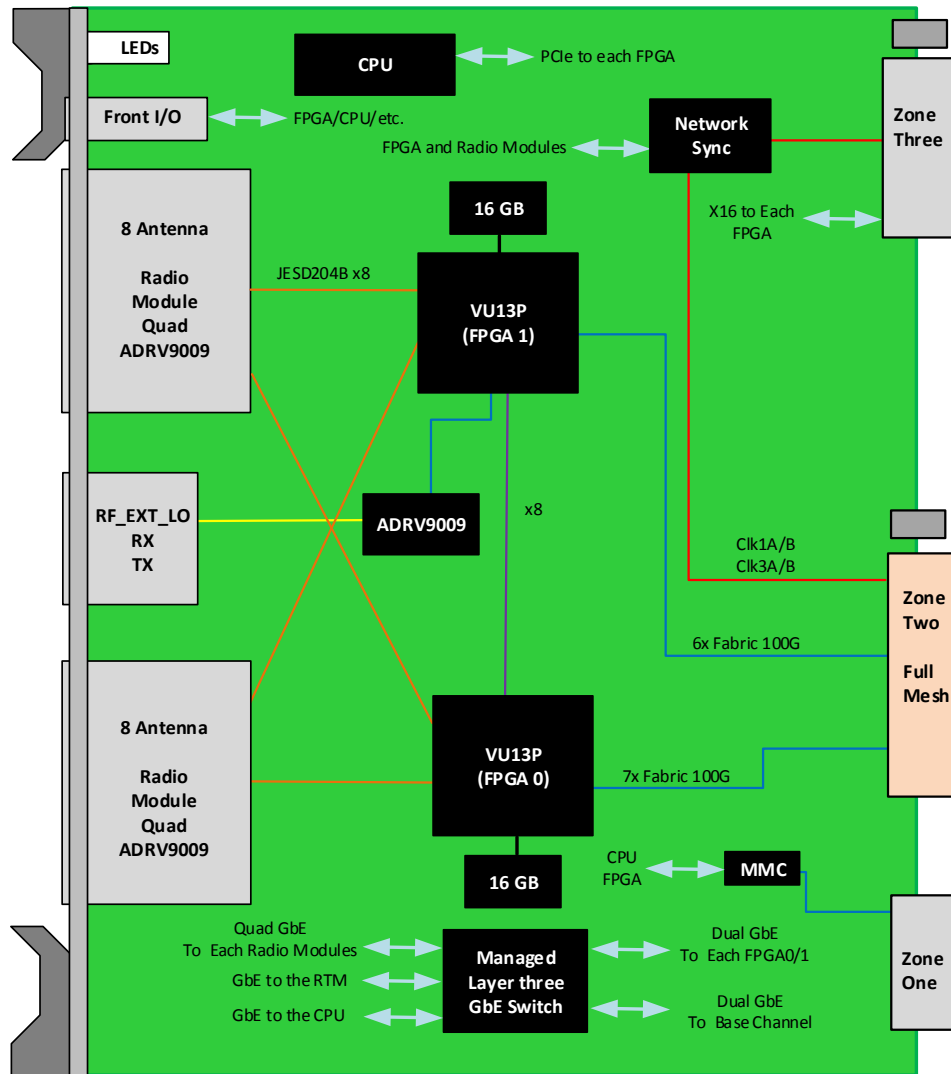 LEDs
CPU
PCIe to each FPGA
Front I/O
FPGA/CPU/etc.
Network
Sync
FPGA and Radio Modules
Zone
Three
X16 to Each
FPGA
16 GB
8 Antenna
Radio
Module
Quad
ADRV9009
JESD204B x8
VU13P
(FPGA 1)
RF_EXT_LO
RX
TX
ADRV9009
x8
Clk1A/B
Clk3A/B
Zone
Two
Full
Mesh
6x Fabric 100G
8 Antenna
Radio
Module
Quad
ADRV9009
VU13P
(FPGA 0)
7x Fabric 100G
16 GB
CPU
FPGA
MMC
Zone
One
Quad GbE
To Each Radio Modules
GbE to the RTM
GbE to the CPU
Managed
Layer three
GbE Switch
Dual GbE
To Each FPGA0/1
Dual GbE
To Base Channel